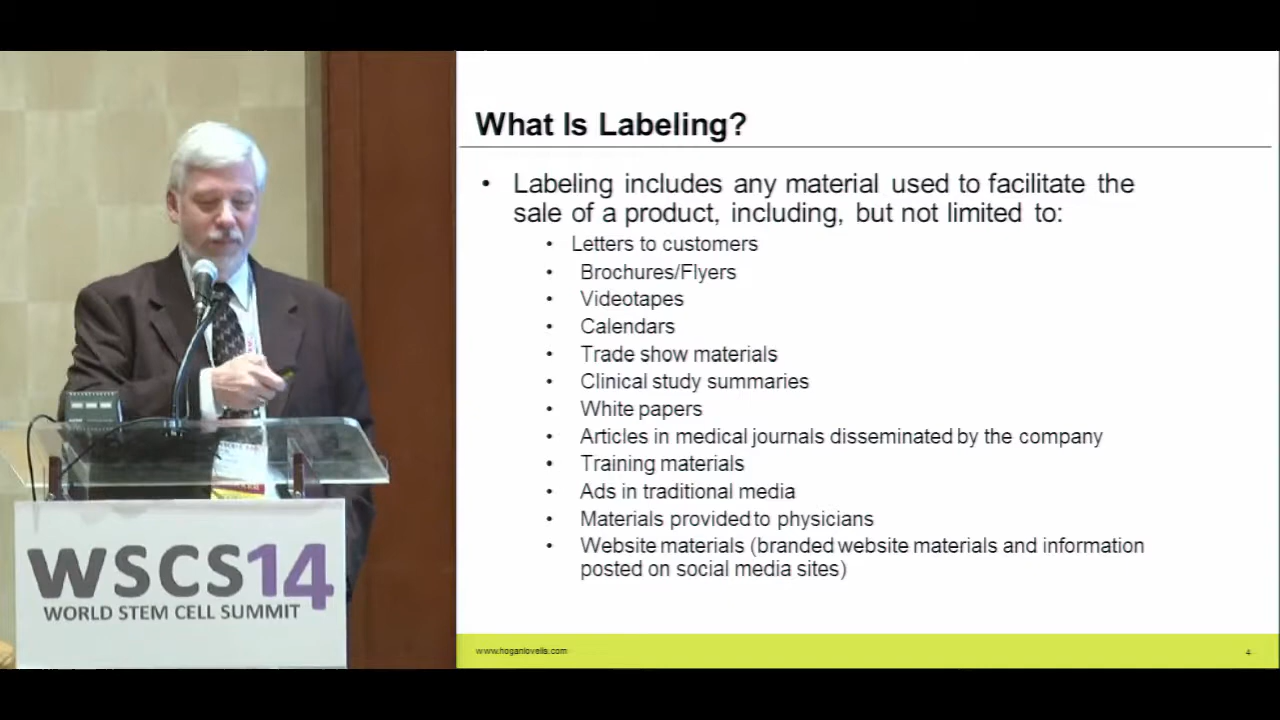 What Is Labeling?
• Labeling includes any material used to facilitate the
sale of a product, including, but not limited to:
• Letters to customers
• Brochures/Flyers
• Videotapes
• Calendars
• Trade show materials
• Clinical study summaries
• White papers
• Articles in medical journals disseminated by the company
• Training materials
• Ads in traditional media
• Materials provided to physicians
• Website materials (branded website materials and information
posted on social media sites)
www.hoganlovells.com
4
WSCS14
WORLD STEM CELL SUMMIT